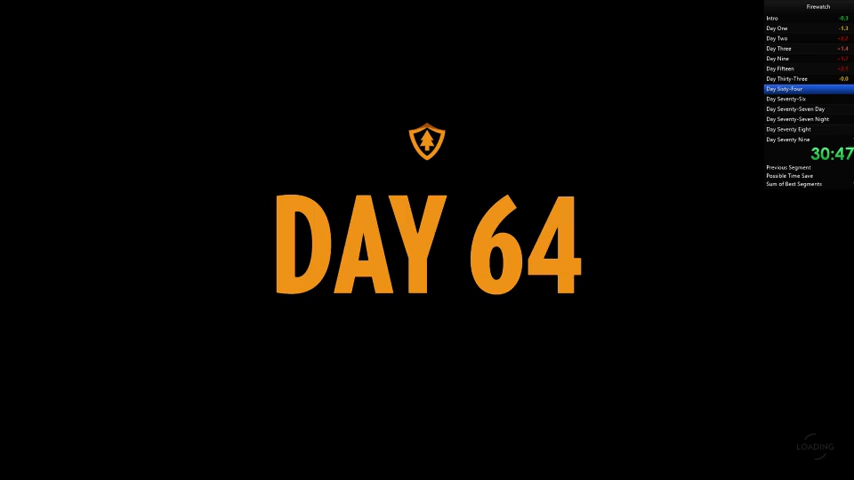 Firewatch
Intro -0.3
Day One -1.3
Day Two
Day Three +1.4
Day Nine
Day Fifteen
Day Thirty-Three -0.0
Day Sixty-Four
Day Seventy-Six
Day Seventy-Seven Day
Day Seventy-Seven Night
Day Seventy Eight
Day Seventy Nine
30:47
Previous Segment
Possible Time Save
Sum of Best Segments
DAY 64
LOADING